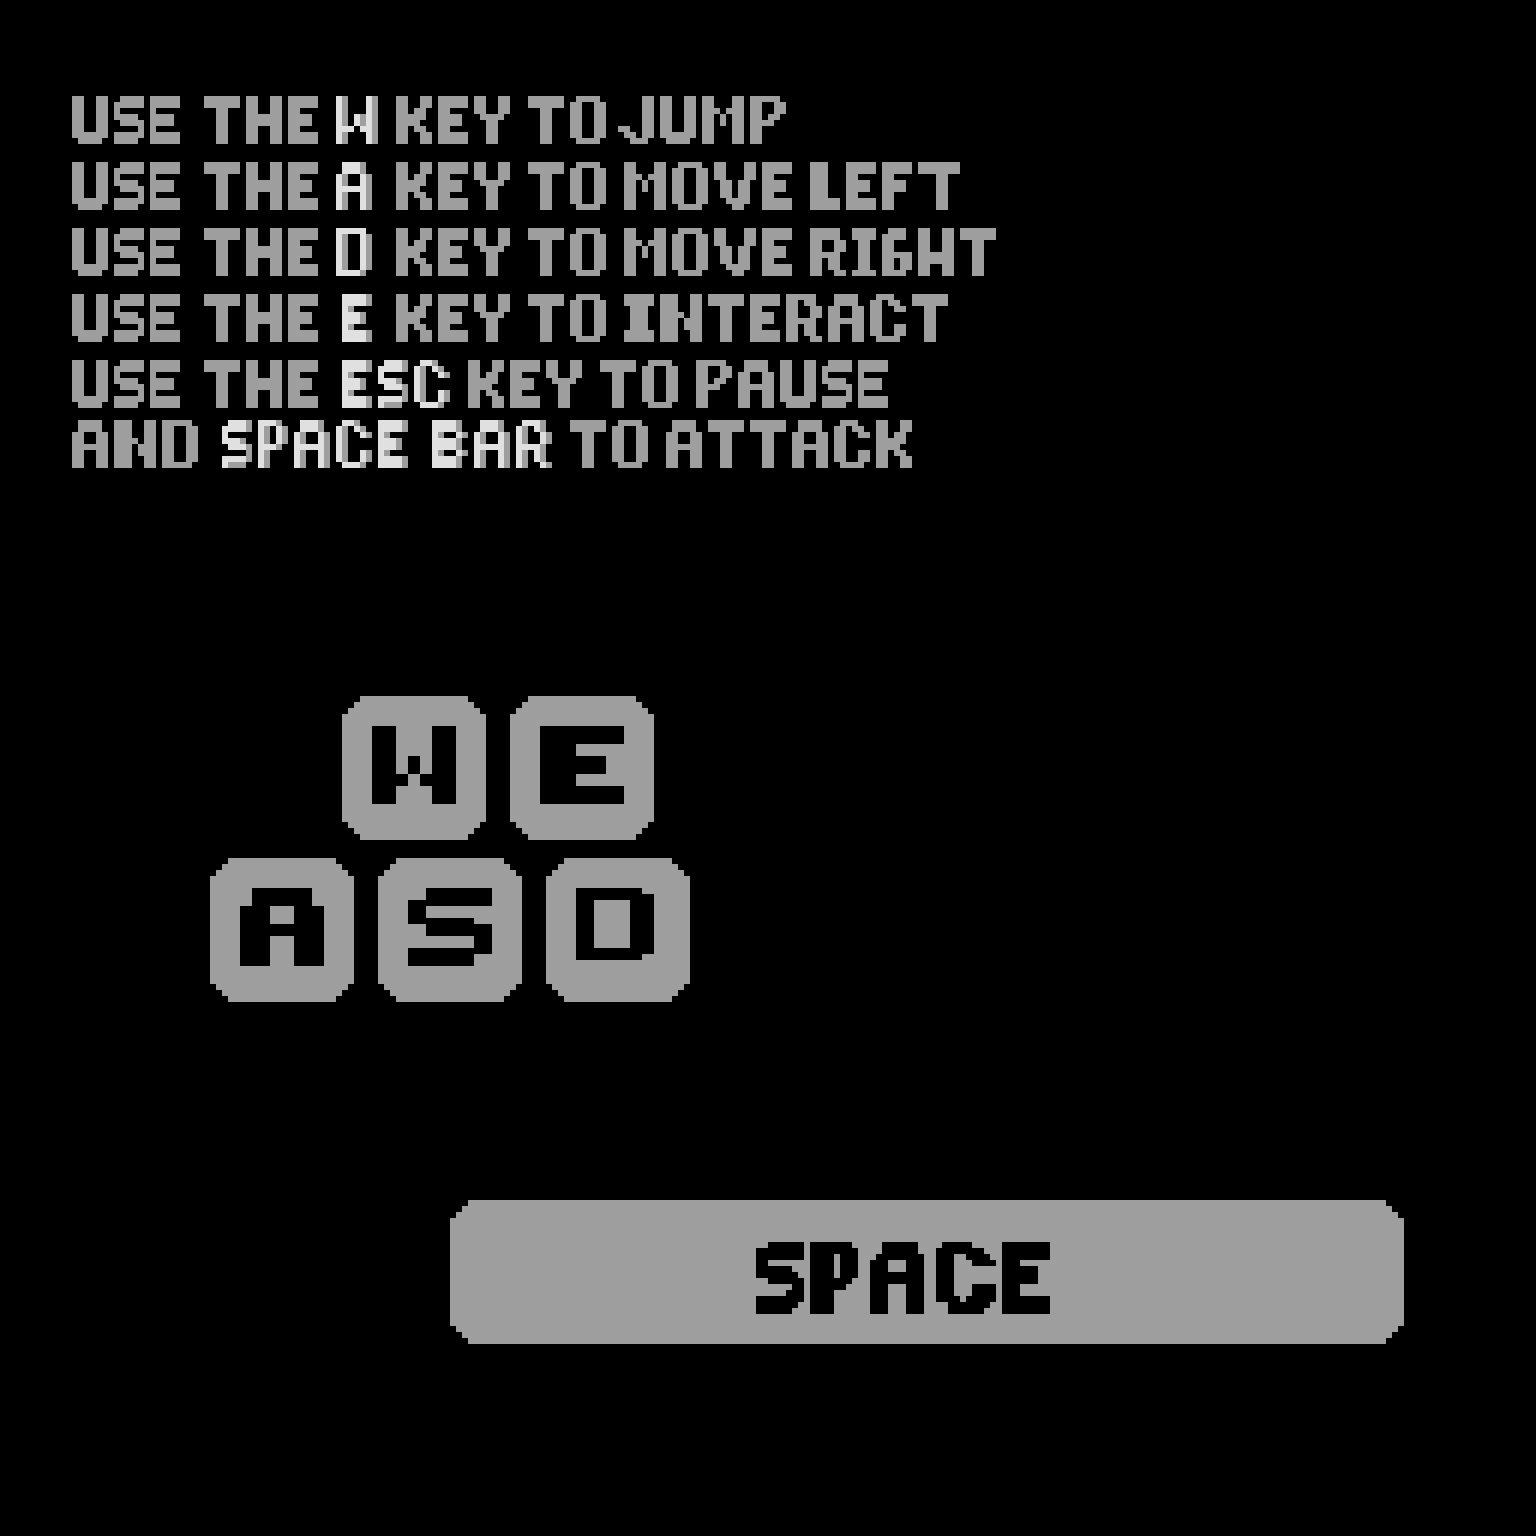 USE THE W KEY TO JUMP
USE THE A KEY TO MOVE LEFT
USE THE D KEY TO MOVE RIGHT
USE THE E KEY TO INTERACT
USE THE ESC KEY TO PAUSE
AND SPACE BAR TO ATTACK
W E
A S D
SPACE